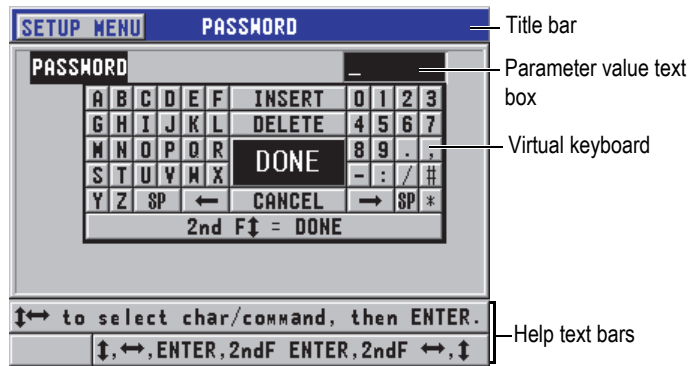 SETUP MENU PASSWORD
Title bar
PASSWORD _
Parameter value text
box
A B C D E F INSERT 0 1 2 3
G H I J K L DELETE 4 5 6 7
M N O P Q R DONE 8 9 . ,
Virtual keyboard
S T U V W X - : / #
Y Z SP ← CANCEL → SP *
2nd F↕ = DONE
↕↔ to select char/command, then ENTER.
Help text bars
↕,↔,ENTER,2ndF ENTER,2ndF ↔,↕